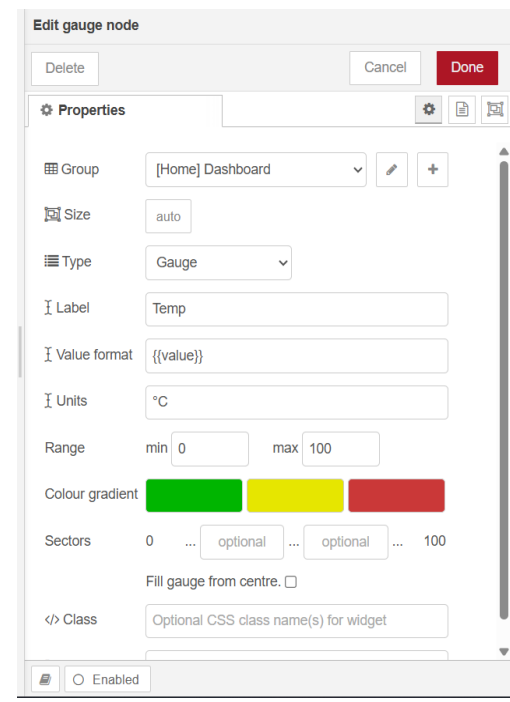 Edit gauge node
Delete Cancel Done
Properties
Group [Home] Dashboard
Size auto
Type Gauge
Label Temp
Value format {{value}}
Units °C
Range min 0 max 100
Colour gradient
Sectors 0 ... optional ... optional ... 100
Fill gauge from centre.
</> Class Optional CSS class name(s) for widget
Enabled